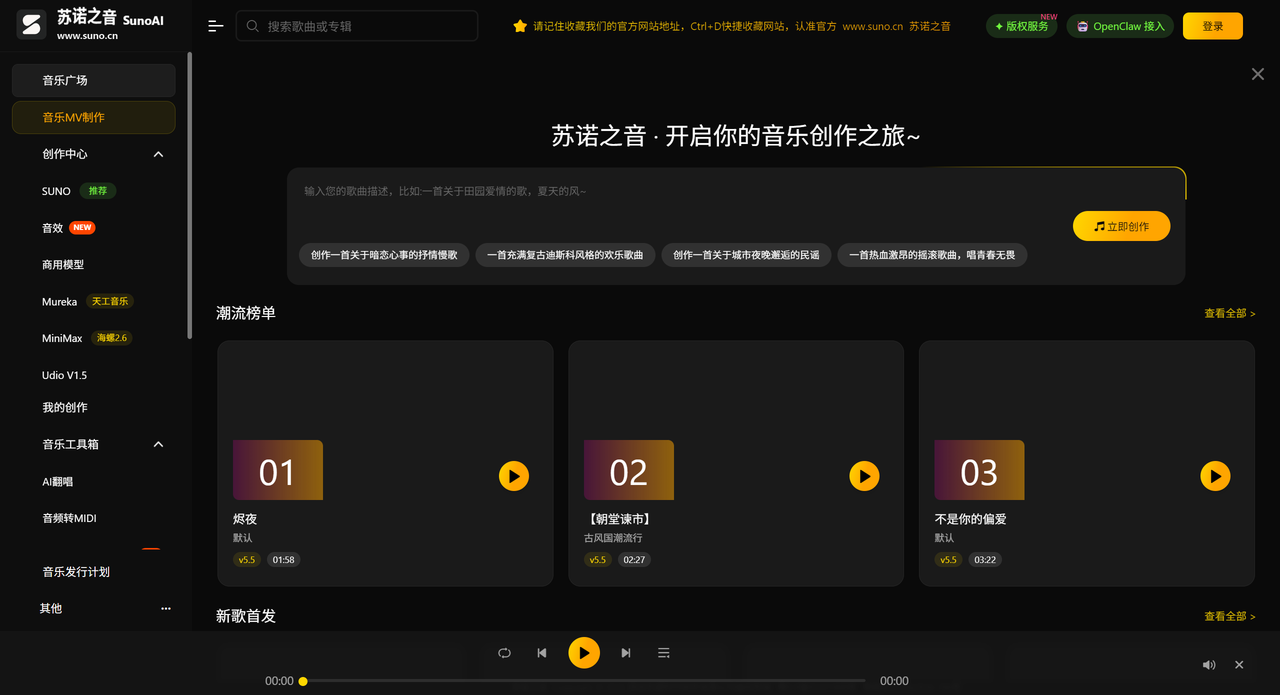 苏诺之音 SunoAI
www.suno.cn
搜索歌曲或专辑
请记住收藏我们的官方网站地址，Ctrl+D快捷收藏网站，认准官方 www.suno.cn 苏诺之音
✦ 版权服务 NEW
OpenClaw 接入
登录
音乐广场
音乐MV制作
创作中心
SUNO 推荐
音效 NEW
商用模型
Mureka 天工音乐
MiniMax 海螺2.6
Udio V1.5
我的创作
音乐工具箱
AI翻唱
音频转MIDI
音乐发行计划
其他
苏诺之音 · 开启你的音乐创作之旅~
输入您的歌曲描述，比如:一首关于田园爱情的歌，夏天的风~
立即创作
创作一首关于暗恋心事的抒情慢歌
一首充满复古迪斯科风格的欢乐歌曲
创作一首关于城市夜晚邂逅的民谣
一首热血激昂的摇滚歌曲，唱青春无畏
潮流榜单
查看全部 >
01
烬夜
默认
v5.5 01:58
02
【朝堂谏市】
古风国潮流行
v5.5 02:27
03
不是你的偏爱
默认
v5.5 03:22
新歌首发
查看全部 >
00:00
00:00